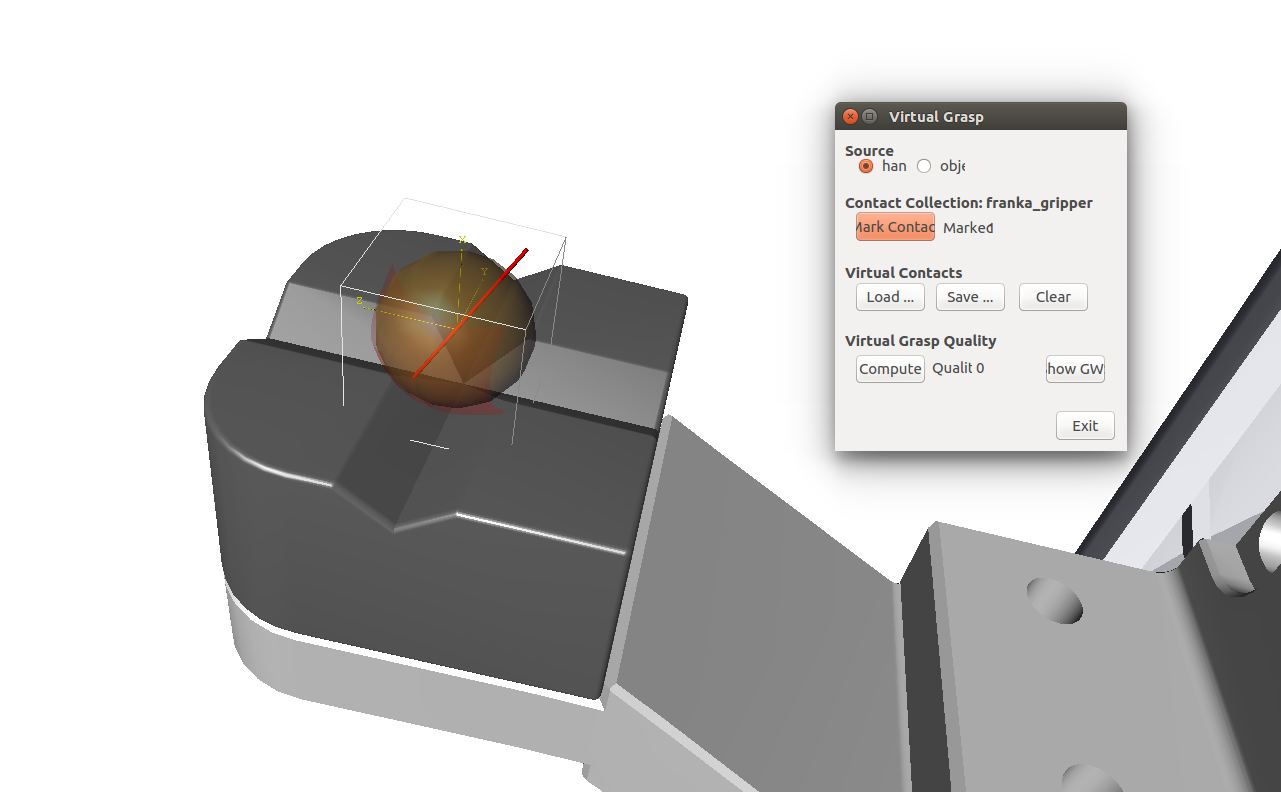 Virtual Grasp
Source
han obje
Contact Collection: franka_gripper
Mark Contac Marked
Virtual Contacts
Load ... Save ... Clear
Virtual Grasp Quality
Compute Qualit 0 how GW
Exit
X
Y
Z